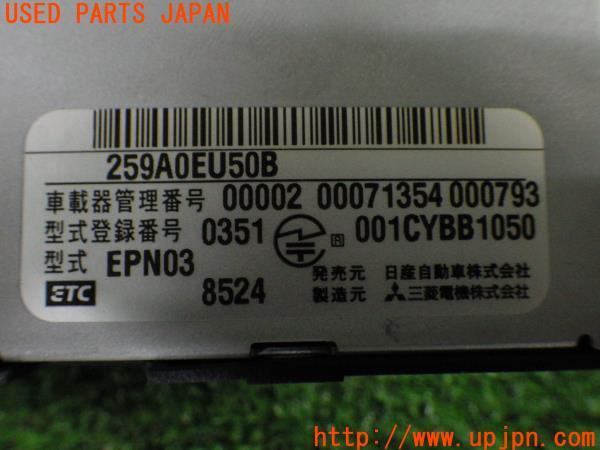 USED PARTS JAPAN
259A0EU50B
車載器管理番号 00002 00071354 000793
型式登録番号 0351 R 001CYBB1050
型式 EPN03 発売元 日産自動車株式会社
ETC 8524 製造元 三菱電機株式会社
UPJ
http://www.upjpn.com